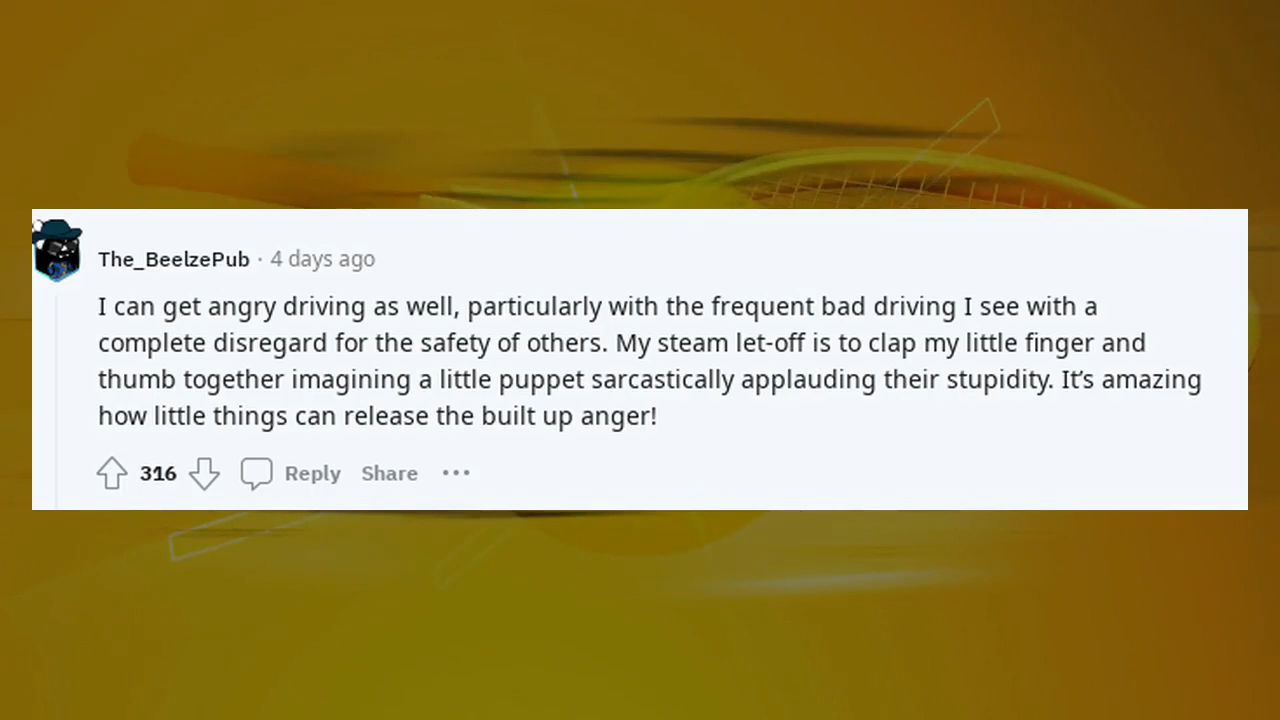 The_BeelzePub · 4 days ago
I can get angry driving as well, particularly with the frequent bad driving I see with a
complete disregard for the safety of others. My steam let-off is to clap my little finger and
thumb together imagining a little puppet sarcastically applauding their stupidity. It’s amazing
how little things can release the built up anger!
316 Reply Share ···